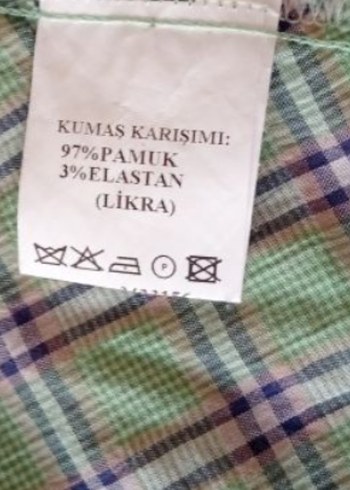 KUMAŞ KARIŞIMI:
97%PAMUK
3%ELASTAN
(LİKRA)
P